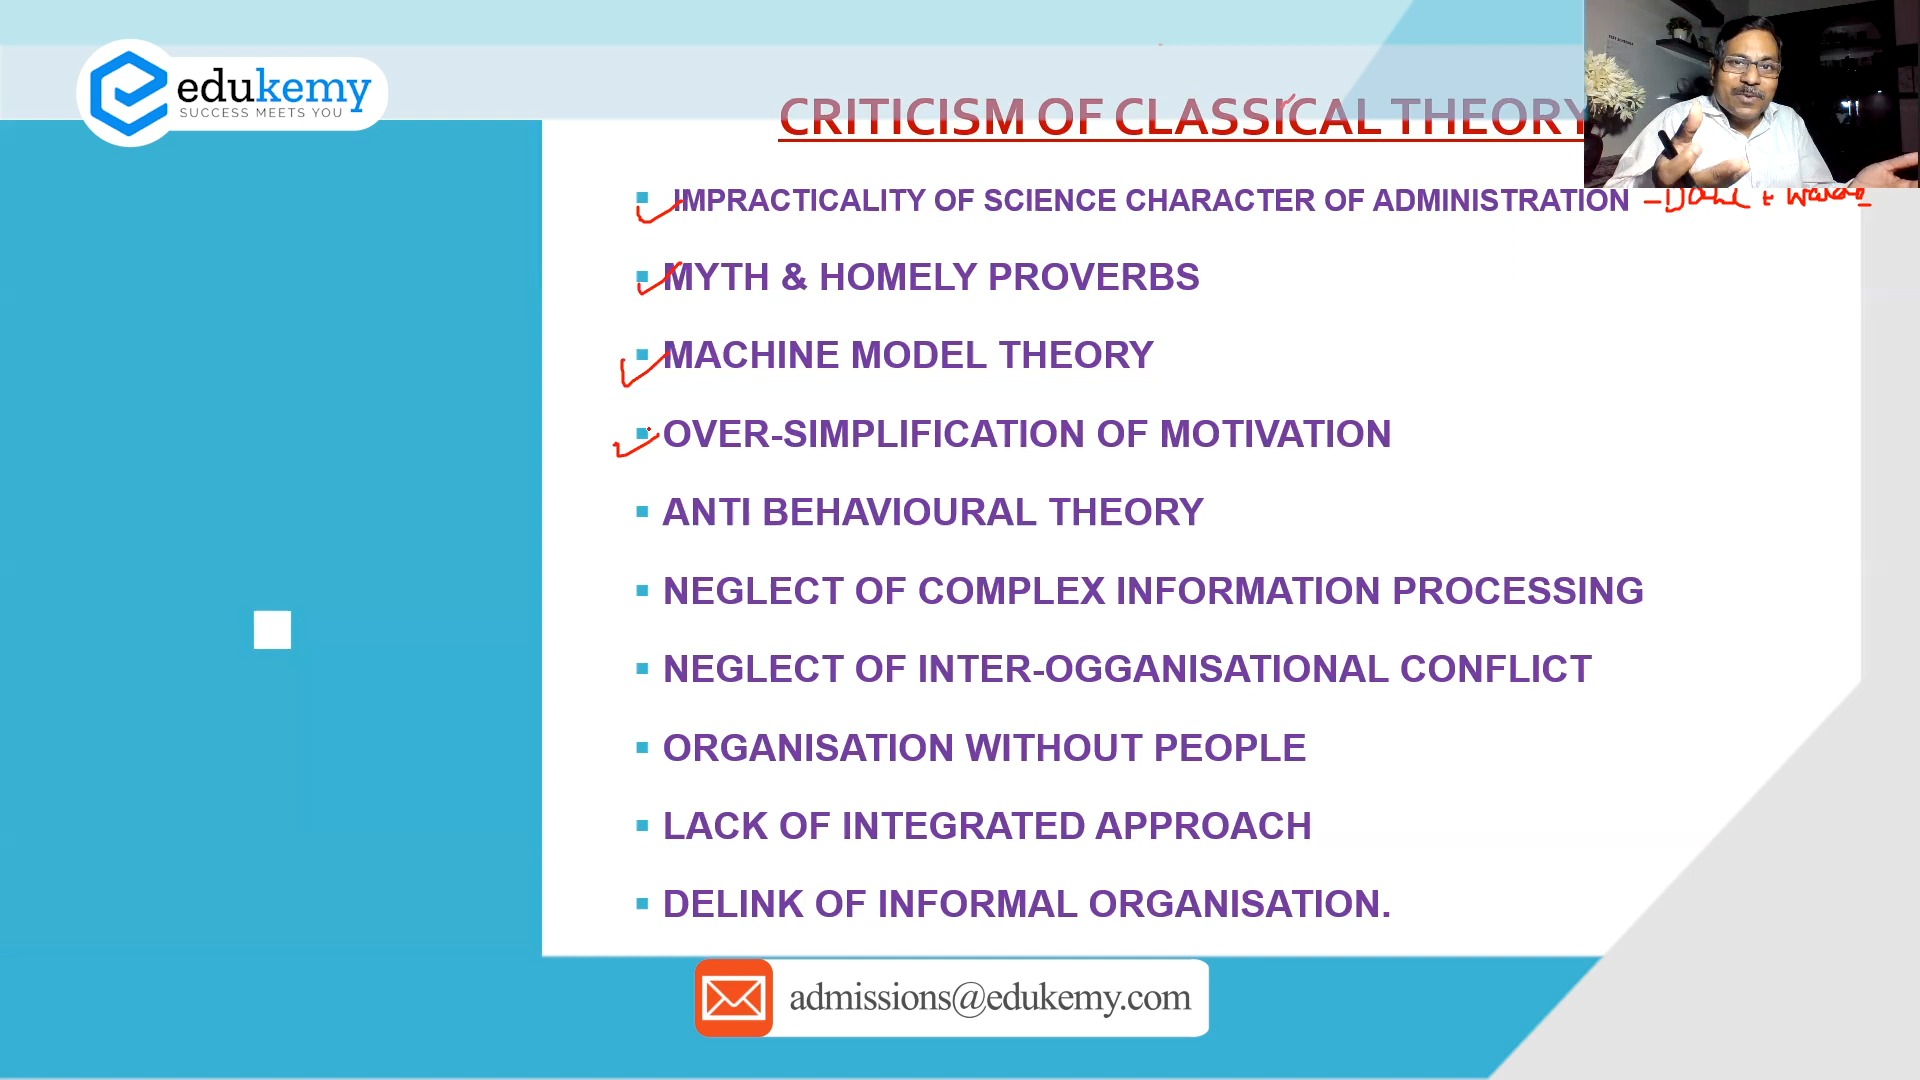 edukemy
SUCCESS MEETS YOU
CRITICISM OF CLASSICAL THEORY
IMPRACTICALITY OF SCIENCE CHARACTER OF ADMINISTRATION
MYTH & HOMELY PROVERBS
MACHINE MODEL THEORY
OVER-SIMPLIFICATION OF MOTIVATION
ANTI BEHAVIOURAL THEORY
NEGLECT OF COMPLEX INFORMATION PROCESSING
NEGLECT OF INTER-OGGANISATIONAL CONFLICT
ORGANISATION WITHOUT PEOPLE
LACK OF INTEGRATED APPROACH
DELINK OF INFORMAL ORGANISATION.
admissions@edukemy.com